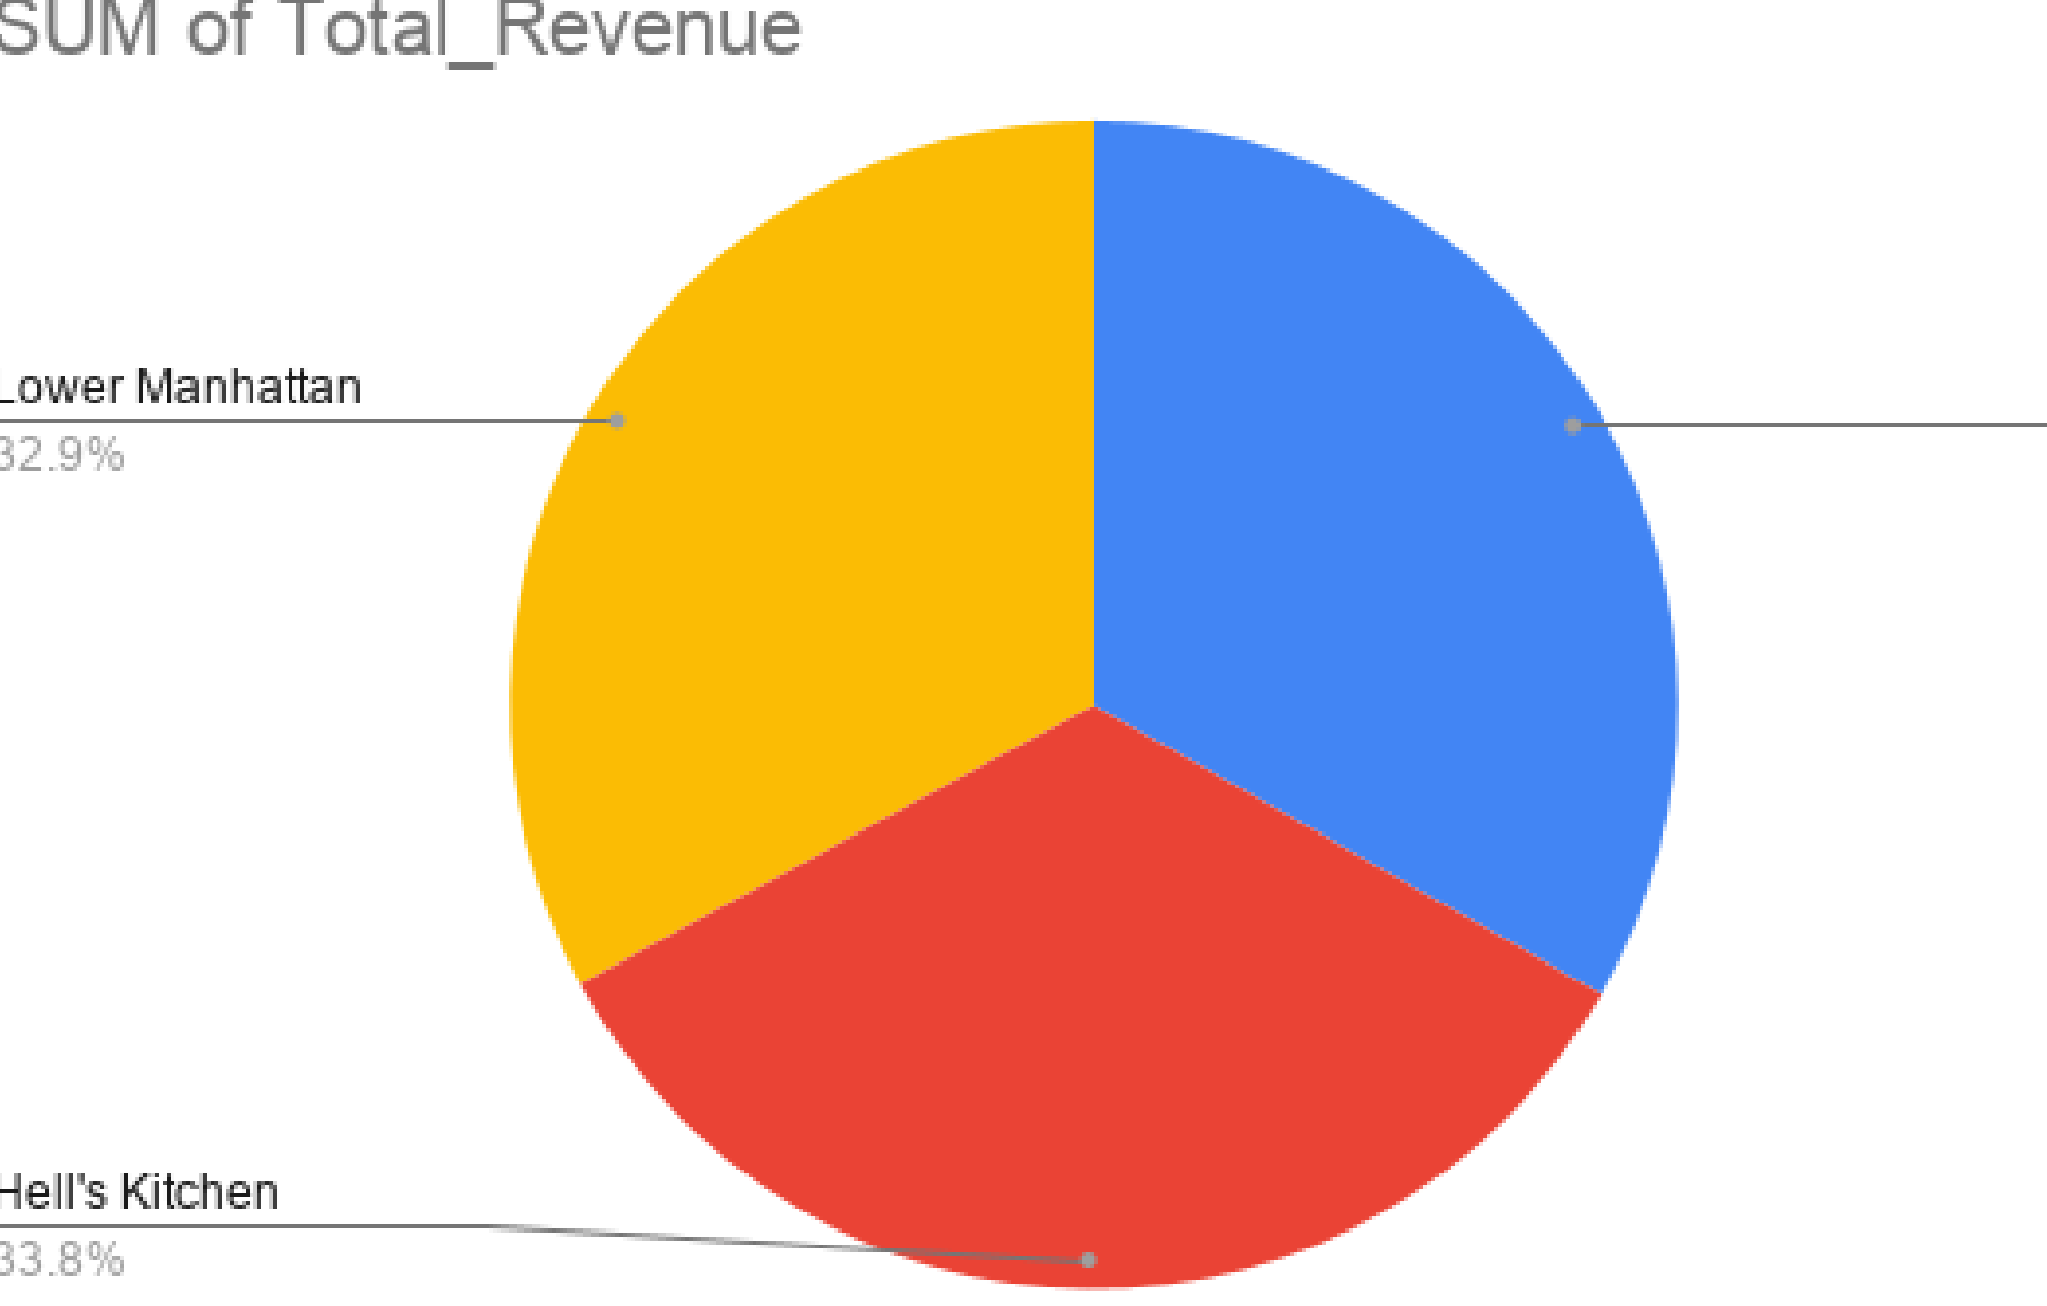 SUM of Total_Revenue
Lower Manhattan
32.9%
Hell's Kitchen
33.8%